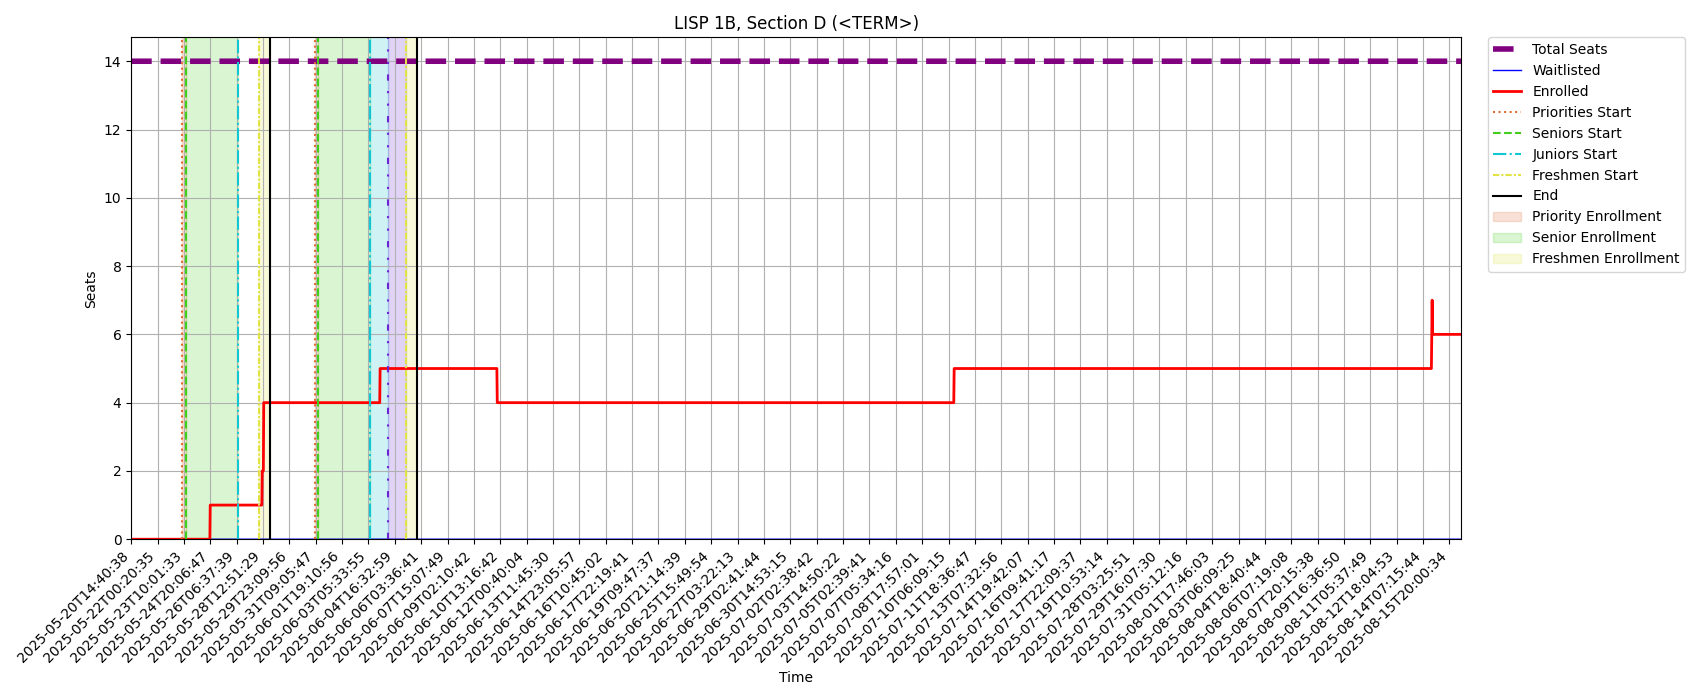 LISP 1B, Section D (<TERM>)
Total Seats
Waitlisted
Enrolled
Priorities Start
Seniors Start
Juniors Start
Freshmen Start
End
Priority Enrollment
Senior Enrollment
Freshmen Enrollment
Seats
14
12
10
8
6
4
2
0
2025-05-20T14:40:38
2025-05-22T00:20:35
2025-05-23T10:01:33
2025-05-24T20:06:47
2025-05-26T06:37:39
2025-05-28T12:51:29
2025-05-29T23:09:56
2025-05-31T09:05:47
2025-06-01T19:10:56
2025-06-03T05:33:55
2025-06-04T16:32:59
2025-06-06T03:36:41
2025-06-07T15:07:49
2025-06-09T02:10:42
2025-06-10T13:16:42
2025-06-12T00:40:04
2025-06-13T11:45:30
2025-06-14T23:05:57
2025-06-16T10:45:02
2025-06-17T22:19:41
2025-06-19T09:47:37
2025-06-20T21:14:39
2025-06-25T15:49:54
2025-06-27T03:22:13
2025-06-29T02:41:44
2025-06-30T14:53:15
2025-07-02T02:38:42
2025-07-03T14:50:22
2025-07-05T02:39:41
2025-07-07T05:34:16
2025-07-08T17:57:01
2025-07-10T06:09:15
2025-07-11T18:36:47
2025-07-13T07:32:56
2025-07-14T19:42:07
2025-07-16T09:41:17
2025-07-17T22:09:37
2025-07-19T10:53:14
2025-07-28T03:25:51
2025-07-29T16:07:30
2025-07-31T05:12:16
2025-08-01T17:46:03
2025-08-03T06:09:25
2025-08-04T18:40:44
2025-08-06T07:19:08
2025-08-07T20:15:38
2025-08-09T16:36:50
2025-08-11T05:37:49
2025-08-12T18:04:53
2025-08-14T07:15:44
2025-08-15T20:00:34
Time